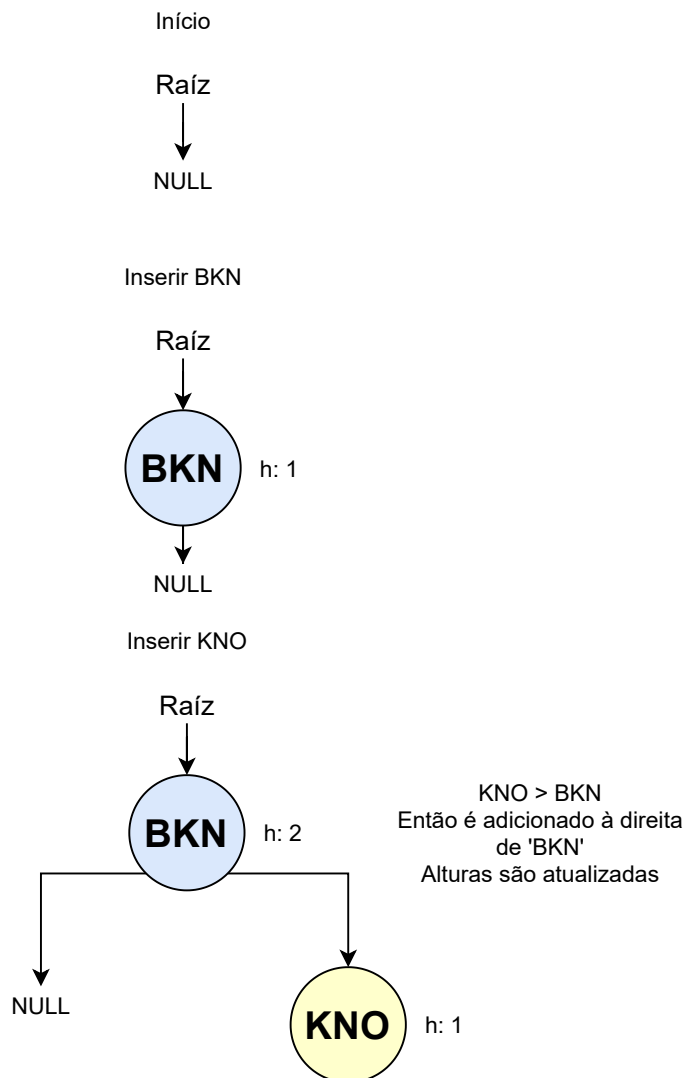 Início
Raíz
NULL
Inserir BKN
Raíz
BKN
h: 1
NULL
Inserir KNO
Raíz
BKN
h: 2
KNO > BKN
Então é adicionado à direita
de 'BKN'
Alturas são atualizadas
NULL
KNO
h: 1